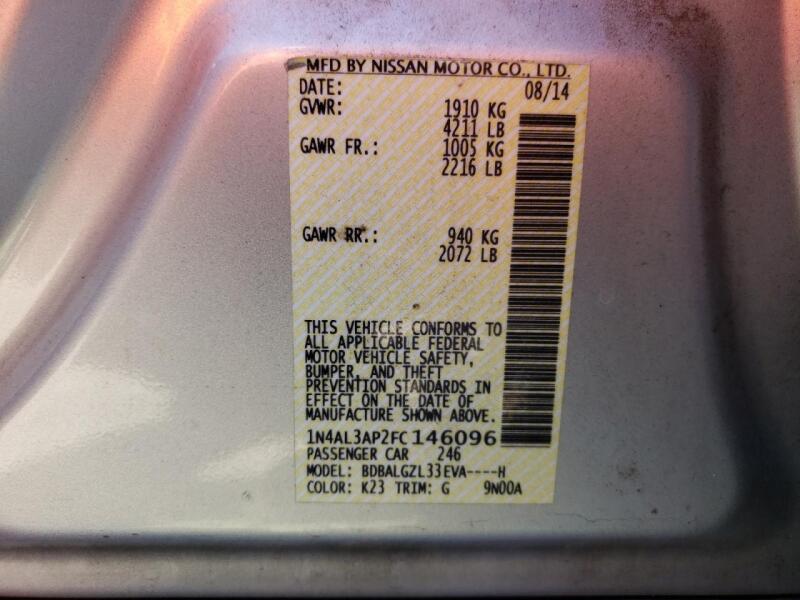 MFD BY NISSAN MOTOR CO., LTD.
DATE: 08/14
GVWR: 1910 KG
4211 LB
GAWR FR.: 1005 KG
2216 LB
GAWR RR.: 940 KG
2072 LB
THIS VEHICLE CONFORMS TO
ALL APPLICABLE FEDERAL
MOTOR VEHICLE SAFETY,
BUMPER, AND THEFT
PREVENTION STANDARDS IN
EFFECT ON THE DATE OF
MANUFACTURE SHOWN ABOVE.
1N4AL3AP2FC146096
PASSENGER CAR 246
MODEL: BDBALGZL33EVA----H
COLOR: K23 TRIM: G 9N00A